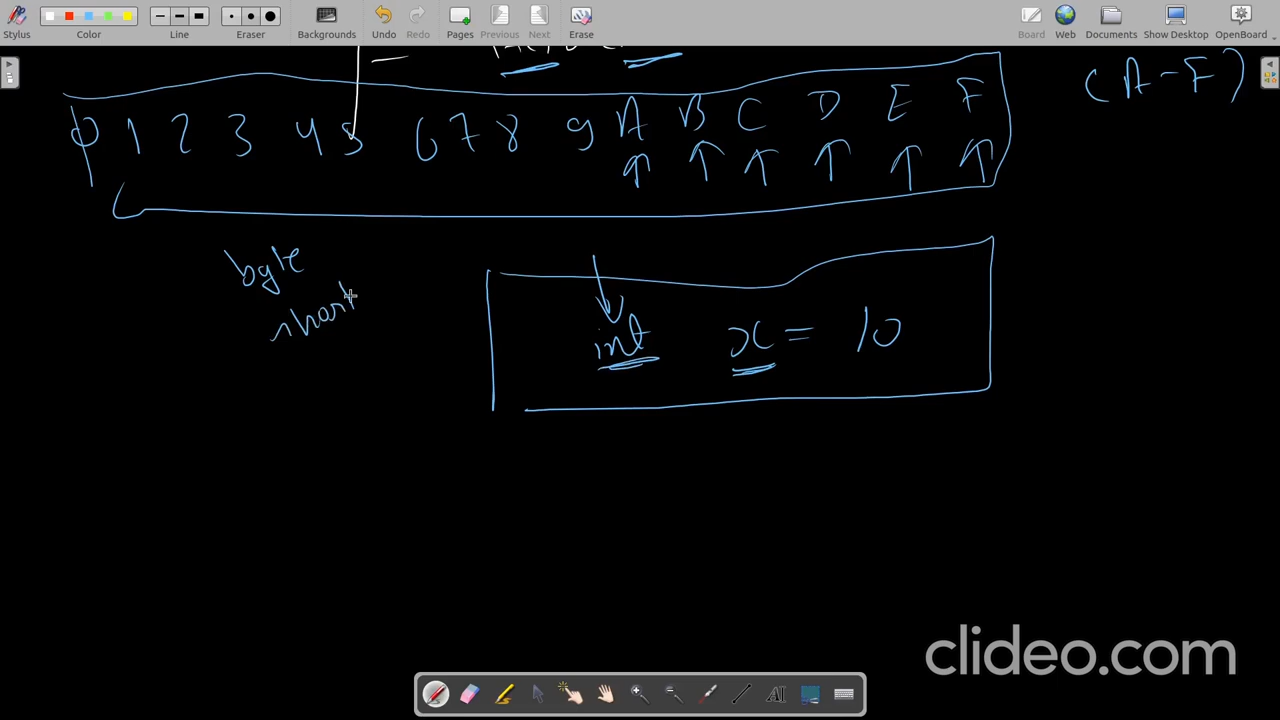 Stylus Color Line Eraser Backgrounds Undo Redo Pages Previous Next Erase Board Web Documents Show Desktop OpenBoard
(A-F)
0 1 2 3 4 5 6 7 8 9 A B C D E F
byte
short
int x = 10
clideo.com
AI